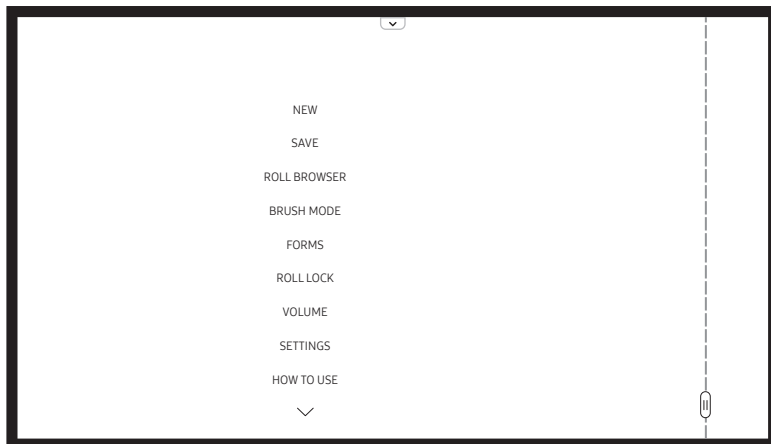 NEW
SAVE
ROLL BROWSER
BRUSH MODE
FORMS
ROLL LOCK
VOLUME
SETTINGS
HOW TO USE